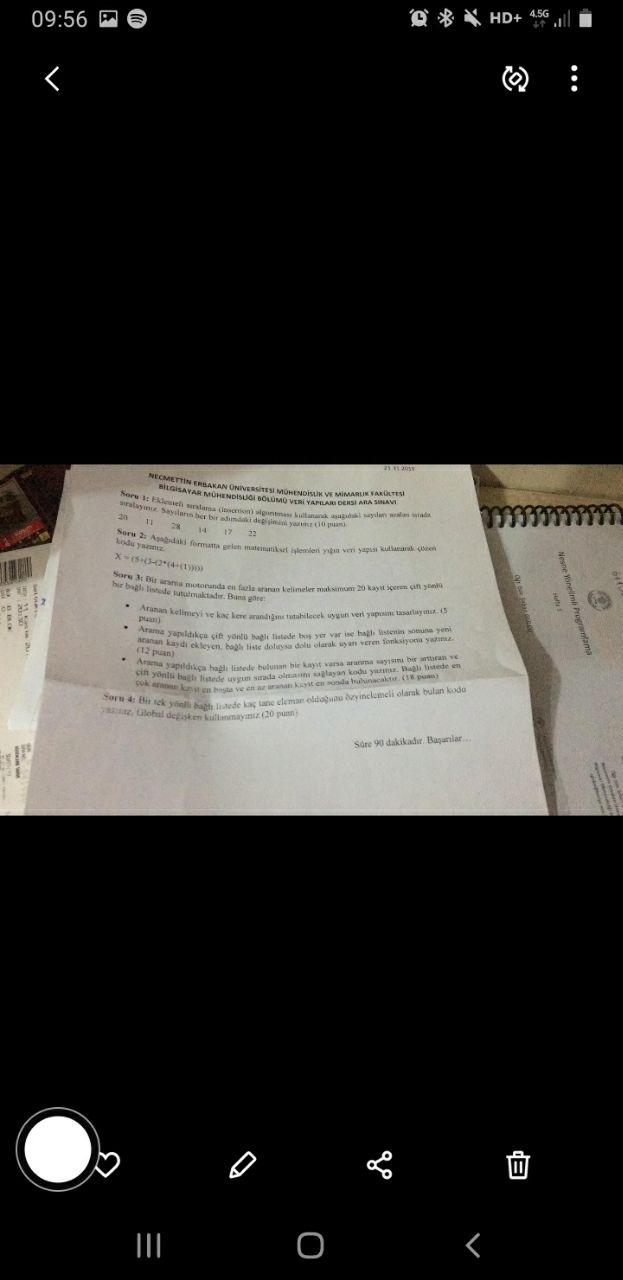 09:56
HD+ 4.5G
21.11.2019
NECMETTİN ERBAKAN ÜNİVERSİTESİ MÜHENDİSLİK VE MİMARLIK FAKÜLTESİ
BİLGİSAYAR MÜHENDİSLİĞİ BÖLÜMÜ VERİ YAPILARI DERSİ ARA SINAVI
Soru 1: Eklemeli sıralama (insertion) algoritması kullanarak aşağıdaki sayıları azalan sırada
sıralayınız. Sayıların her bir adımdaki değişimini yazınız (10 puan).
20 11 28 14 17 22
Soru 2: Aşağıdaki formatta gelen matematiksel işlemleri yığın veri yapısı kullanarak çözen
kodu yazınız.
X = (5+(3-(2*(4+(1)))))
Soru 3: Bir arama motorunda en fazla aranan kelimeler maksimum 20 kayıt içeren çift yönlü
bir bağlı listede tutulmaktadır. Buna göre:
• Aranan kelimeyi ve kaç kere arandığını tutabilecek uygun veri yapısını tasarlayınız. (5
puan)
• Arama yapıldıkça çift yönlü bağlı listede boş yer var ise bağlı listenin sonuna yeni
aranan kaydı ekleyen, bağlı liste doluysa dolu olarak uyarı veren fonksiyonu yazınız.
(12 puan)
• Arama yapıldıkça bağlı listede bulunan bir kayıt varsa aranma sayısını bir arttıran ve
çift yönlü bağlı listede uygun sırada olmasını sağlayan kodu yazınız. Bağlı listede en
çok aranan kayıt en başta ve en az aranan kayıt en sonda bulunacaktır. (18 puan)
Soru 4: Bir tek yönlü bağlı listede kaç tane eleman olduğunu özyinelemeli olarak bulan kodu
yazınız. Global değişken kullanmayınız (20 puan)
Süre 90 dakikadır. Başarılar...
Nesne Yönelimli Programlama